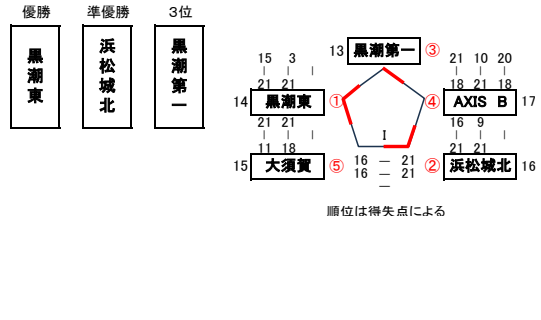 優勝 準優勝 3位
黒潮東
浜松城北
黒潮第一
13 黒潮第一 ③
15 3
| | |
21 21
21 10 20
| | |
18 21 18
14 黒潮東 ①
④ AXIS B 17
21 21
| | |
11 18
16 9
| | |
21 21
I
15 大須賀 ⑤
16 — 21
16 — 21
—
② 浜松城北 16
順位は得失点による